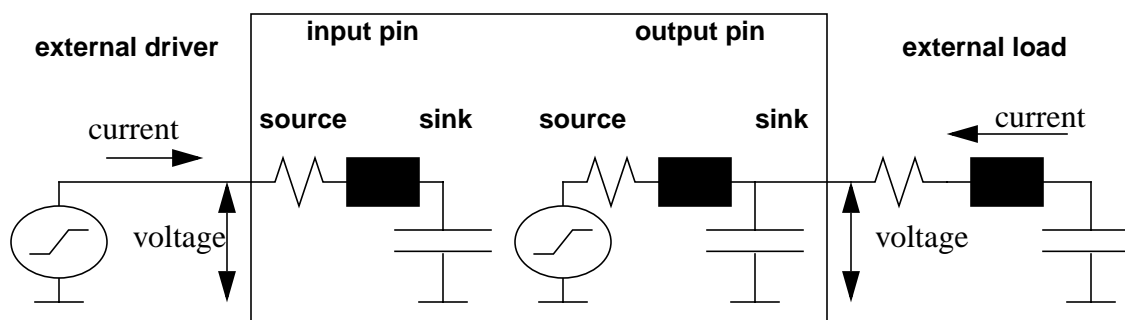 input pin
output pin
external driver
external load
source
sink
source
sink
current
current
voltage
voltage